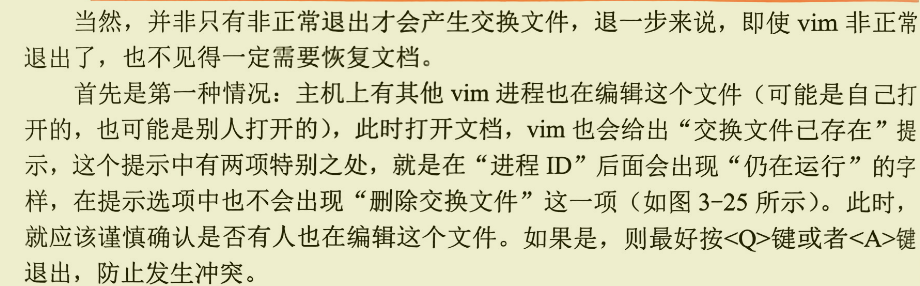 当然，并非只有非正常退出才会产生交换文件，退一步来说，即使 vim 非正常
退出了，也不见得一定需要恢复文档。
首先是第一种情况：主机上有其他 vim 进程也在编辑这个文件（可能是自己打
开的，也可能是别人打开的），此时打开文档，vim 也会给出“交换文件已存在”提
示，这个提示中有两项特别之处，就是在“进程 ID”后面会出现“仍在运行”的字
样，在提示选项中也不会出现“删除交换文件”这一项（如图 3-25 所示）。此时，
就应该谨慎确认是否有人也在编辑这个文件。如果是，则最好按<Q>键或者<A>键
退出，防止发生冲突。